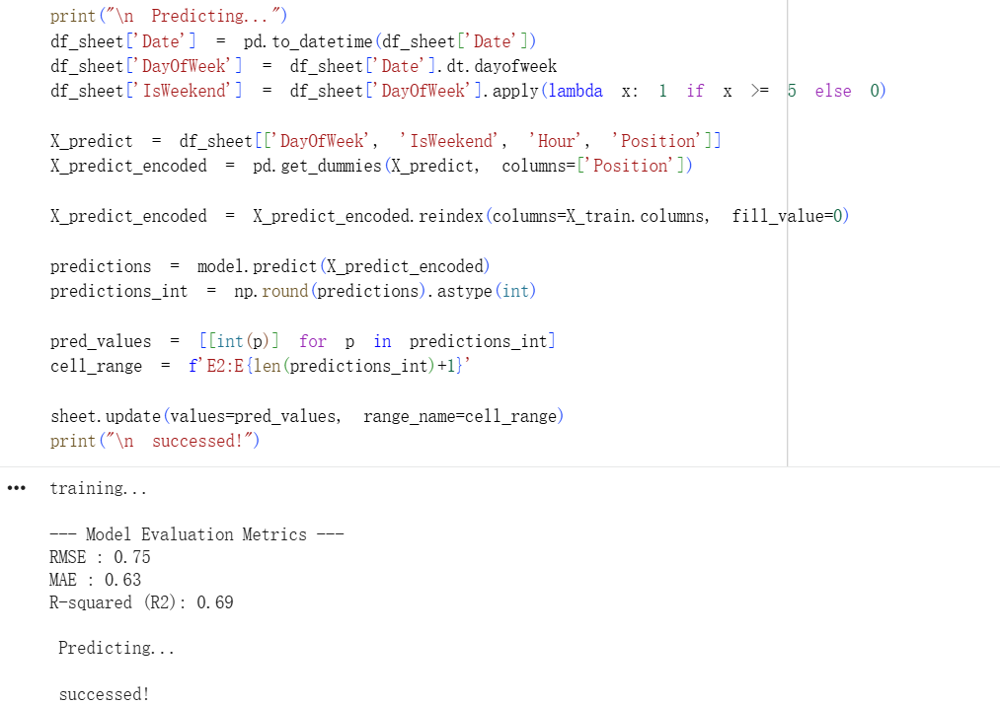 print("\n Predicting...")
df_sheet['Date'] = pd.to_datetime(df_sheet['Date'])
df_sheet['DayOfWeek'] = df_sheet['Date'].dt.dayofweek
df_sheet['IsWeekend'] = df_sheet['DayOfWeek'].apply(lambda x: 1 if x >= 5 else 0)
X_predict = df_sheet[['DayOfWeek', 'IsWeekend', 'Hour', 'Position']]
X_predict_encoded = pd.get_dummies(X_predict, columns=['Position'])
X_predict_encoded = X_predict_encoded.reindex(columns=X_train.columns, fill_value=0)
predictions = model.predict(X_predict_encoded)
predictions_int = np.round(predictions).astype(int)
pred_values = [[int(p)] for p in predictions_int]
cell_range = f'E2:E{len(predictions_int)+1}'
sheet.update(values=pred_values, range_name=cell_range)
print("\n successed!")
training...
--- Model Evaluation Metrics ---
RMSE : 0.75
MAE : 0.63
R-squared (R2): 0.69
Predicting...
successed!